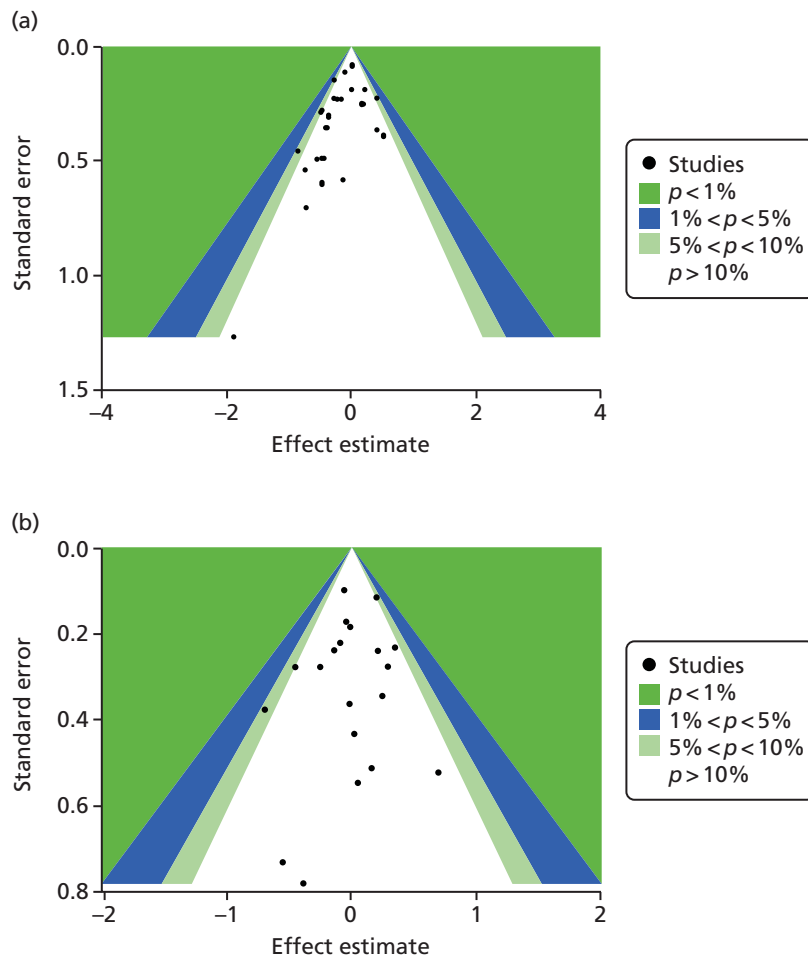 (a)
0.0
0.5
1.0
1.5
Standard error
−4
−2
0
2
4
Effect estimate
Studies
p < 1%
1% < p < 5%
5% < p < 10%
p > 10%
(b)
0.0
0.2
0.4
0.6
0.8
Standard error
−2
−1
0
1
2
Effect estimate
Studies
p < 1%
1% < p < 5%
5% < p < 10%
p > 10%